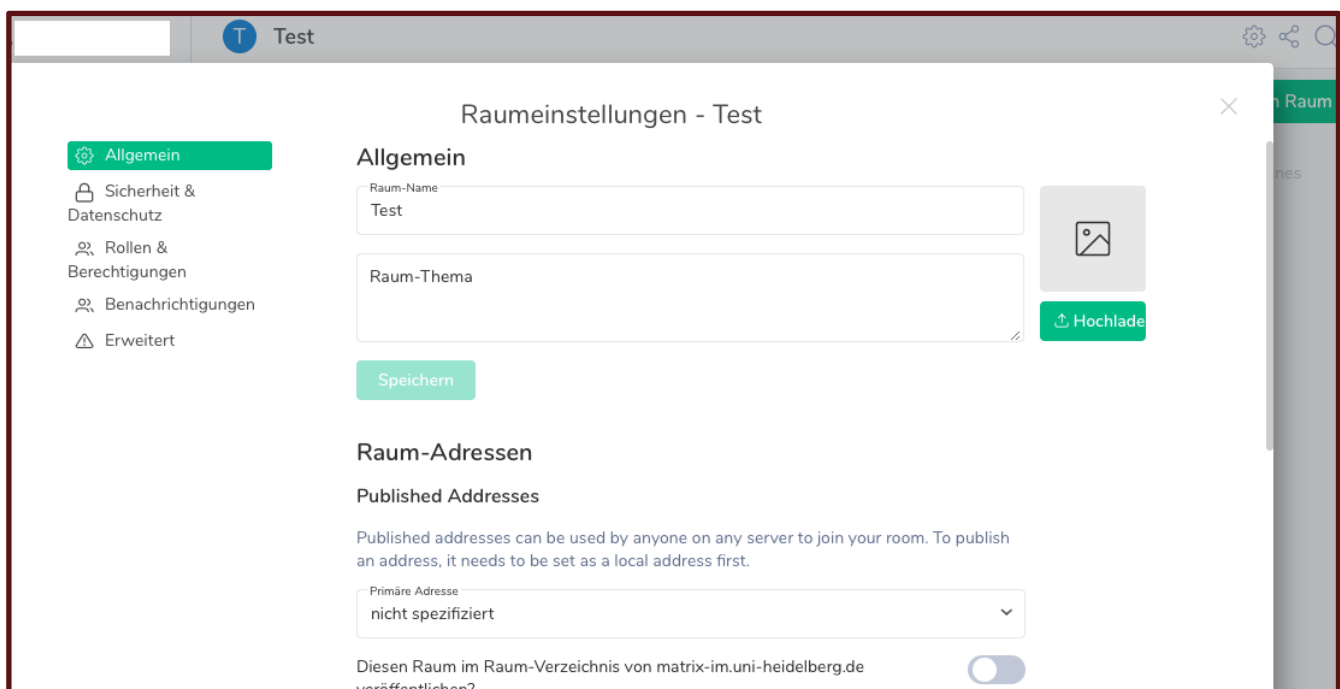 T Test
n Raum
nes
Raumeinstellungen - Test
Allgemein
Sicherheit &
Datenschutz
Rollen &
Berechtigungen
Benachrichtigungen
Erweitert
Allgemein
Raum-Name
Test
Raum-Thema
Hochlade
Speichern
Raum-Adressen
Published Addresses
Published addresses can be used by anyone on any server to join your room. To publish
an address, it needs to be set as a local address first.
Primäre Adresse
nicht spezifiziert
Diesen Raum im Raum-Verzeichnis von matrix-im.uni-heidelberg.de
veröffentlichen?